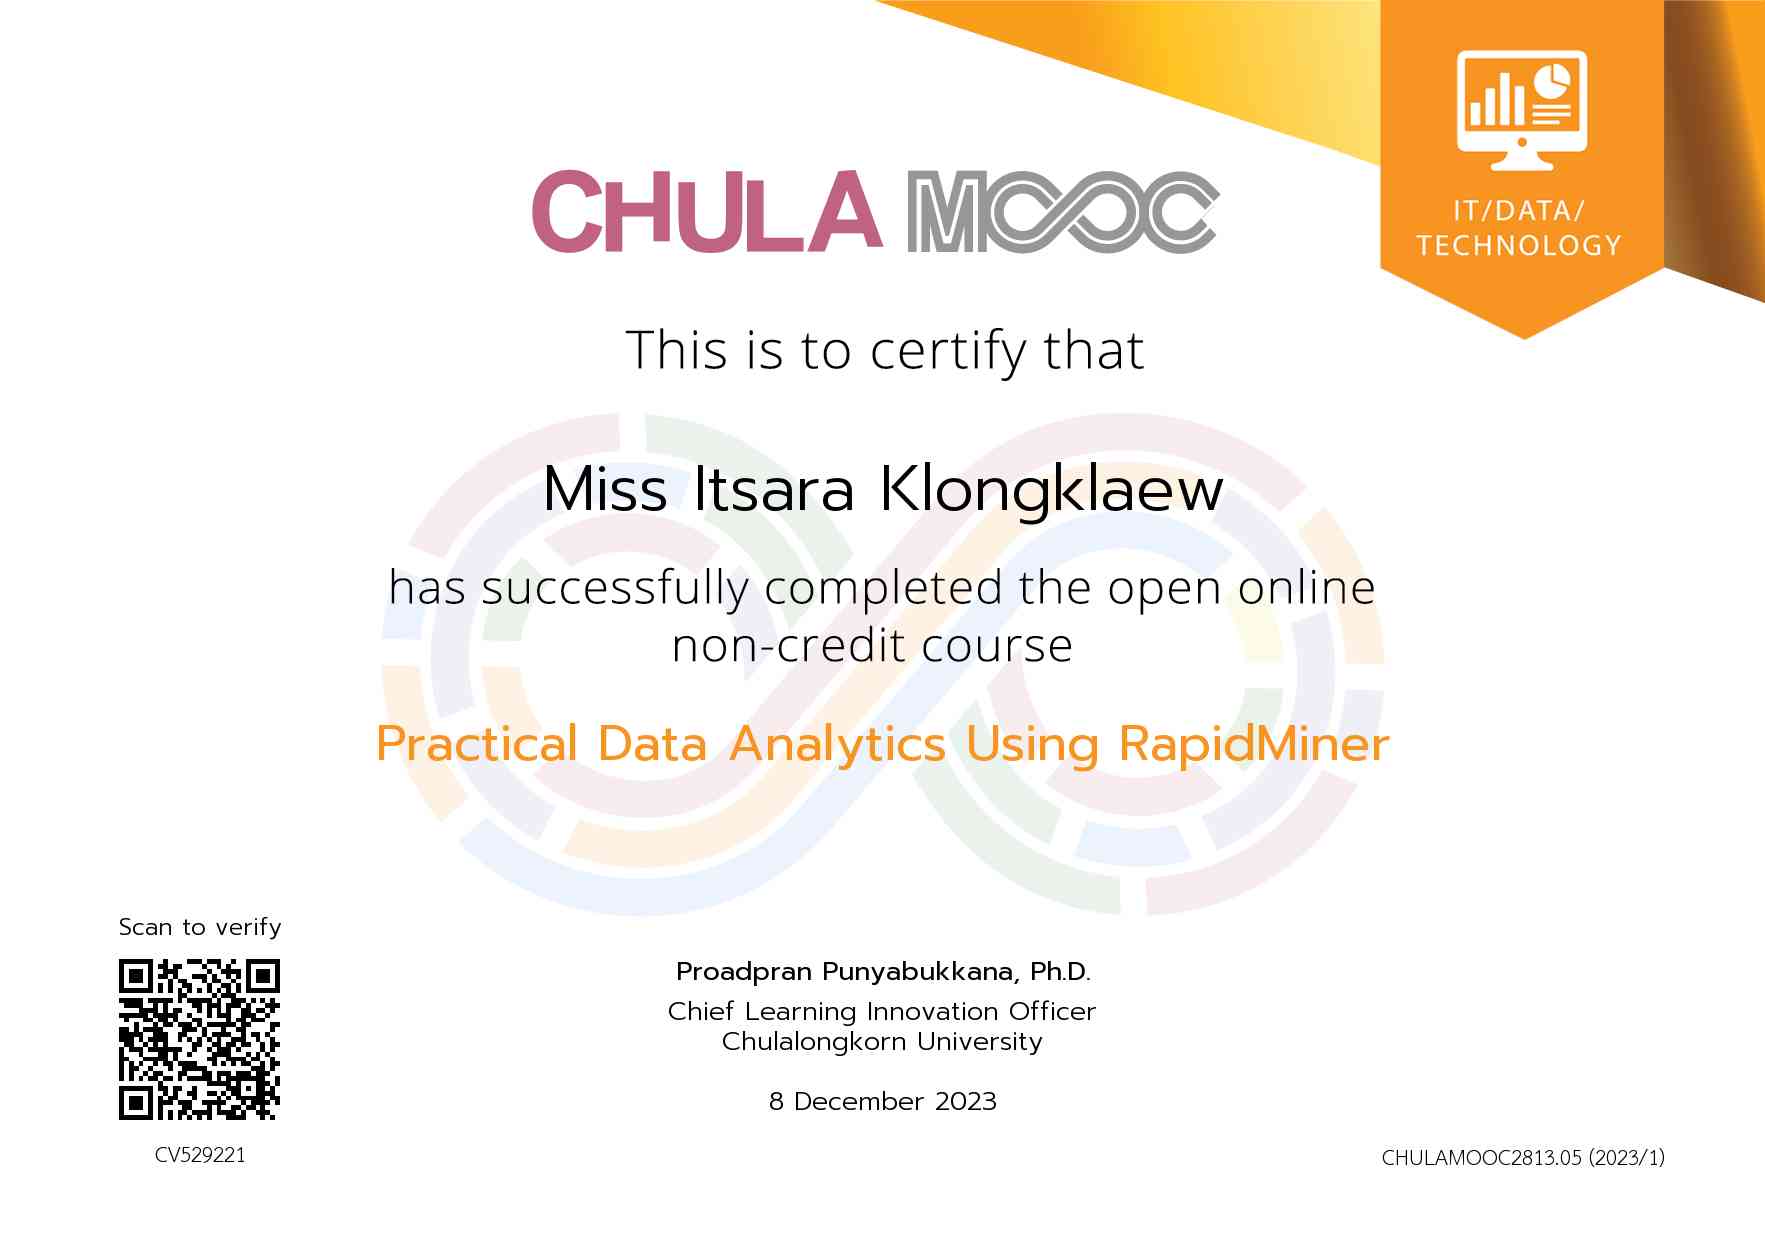 CHULA MOOC
IT/DATA/
TECHNOLOGY
This is to certify that
Miss Itsara Klongklaew
has successfully completed the open online
non-credit course
Practical Data Analytics Using RapidMiner
Scan to verify
CV529221
Proadpran Punyabukkana, Ph.D.
Chief Learning Innovation Officer
Chulalongkorn University
8 December 2023
CHULAMOOC2813.05 (2023/1)